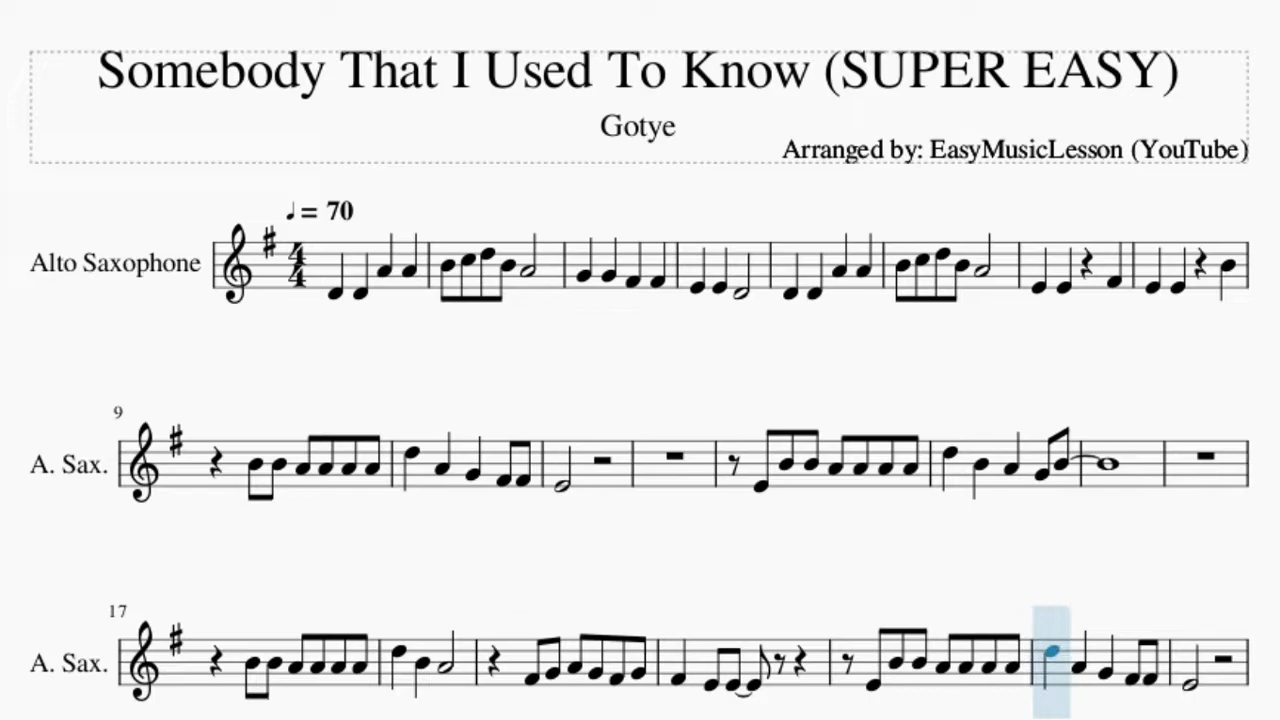 Somebody That I Used To Know (SUPER EASY)
Gotye
Arranged by: EasyMusicLesson (YouTube)
♩= 70
Alto Saxophone
4
4
9
A. Sax.
17
A. Sax.